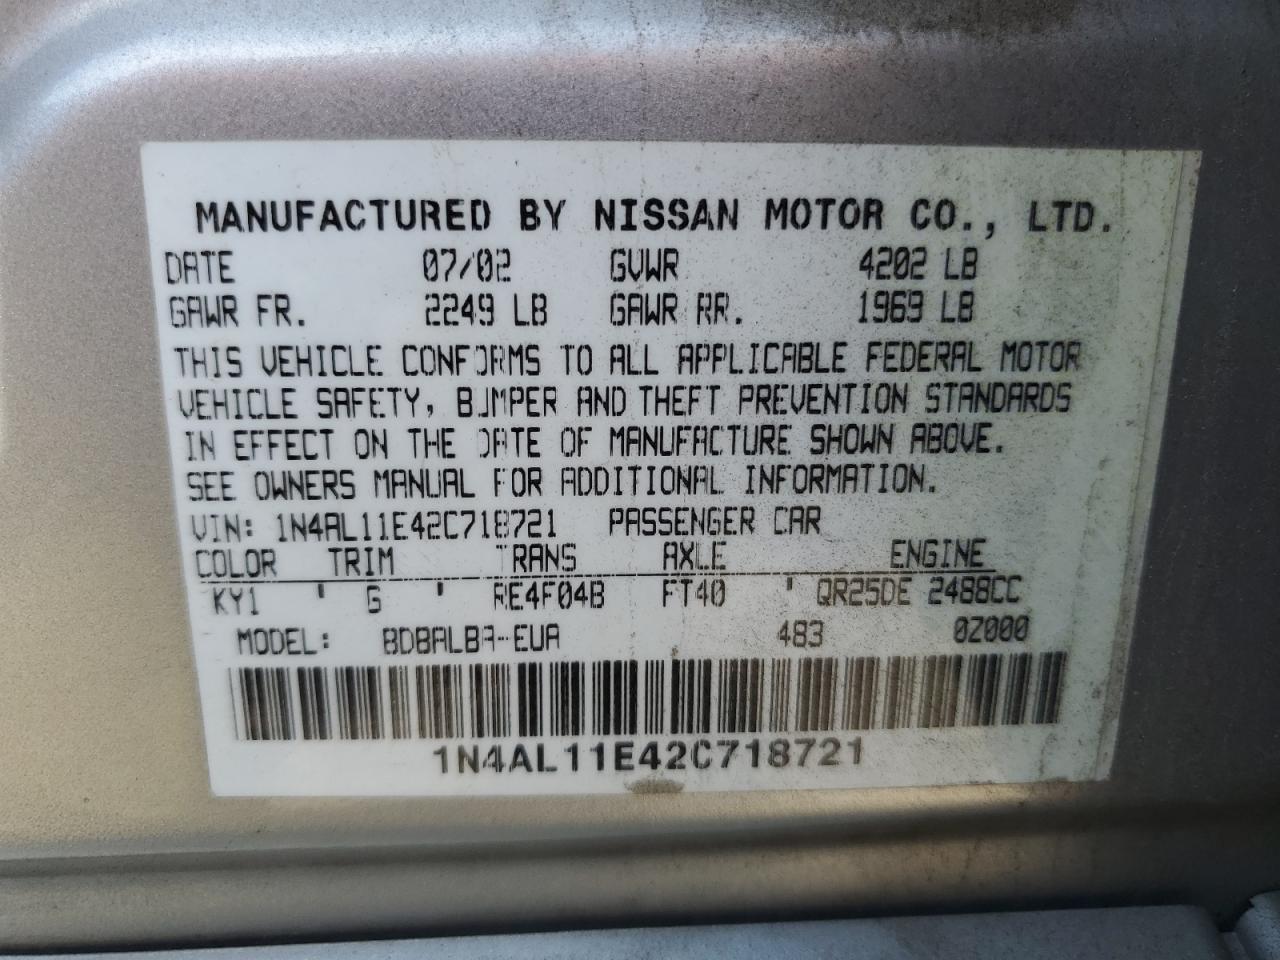 MANUFACTURED BY NISSAN MOTOR CO., LTD.
DATE 07/02 GVWR 4202 LB
GAWR FR. 2249 LB GAWR RR. 1969 LB
THIS VEHICLE CONFORMS TO ALL APPLICABLE FEDERAL MOTOR
VEHICLE SAFETY, BUMPER AND THEFT PREVENTION STANDARDS
IN EFFECT ON THE DATE OF MANUFACTURE SHOWN ABOVE.
SEE OWNERS MANUAL FOR ADDITIONAL INFORMATION.
VIN: 1N4AL11E42C718721 PASSENGER CAR
COLOR TRIM TRANS AXLE ENGINE
KY1 ' G ' RE4F04B FT40 ' QR25DE 2488CC
MODEL: BDBALBA-EUA 483 0Z000
1N4AL11E42C718721